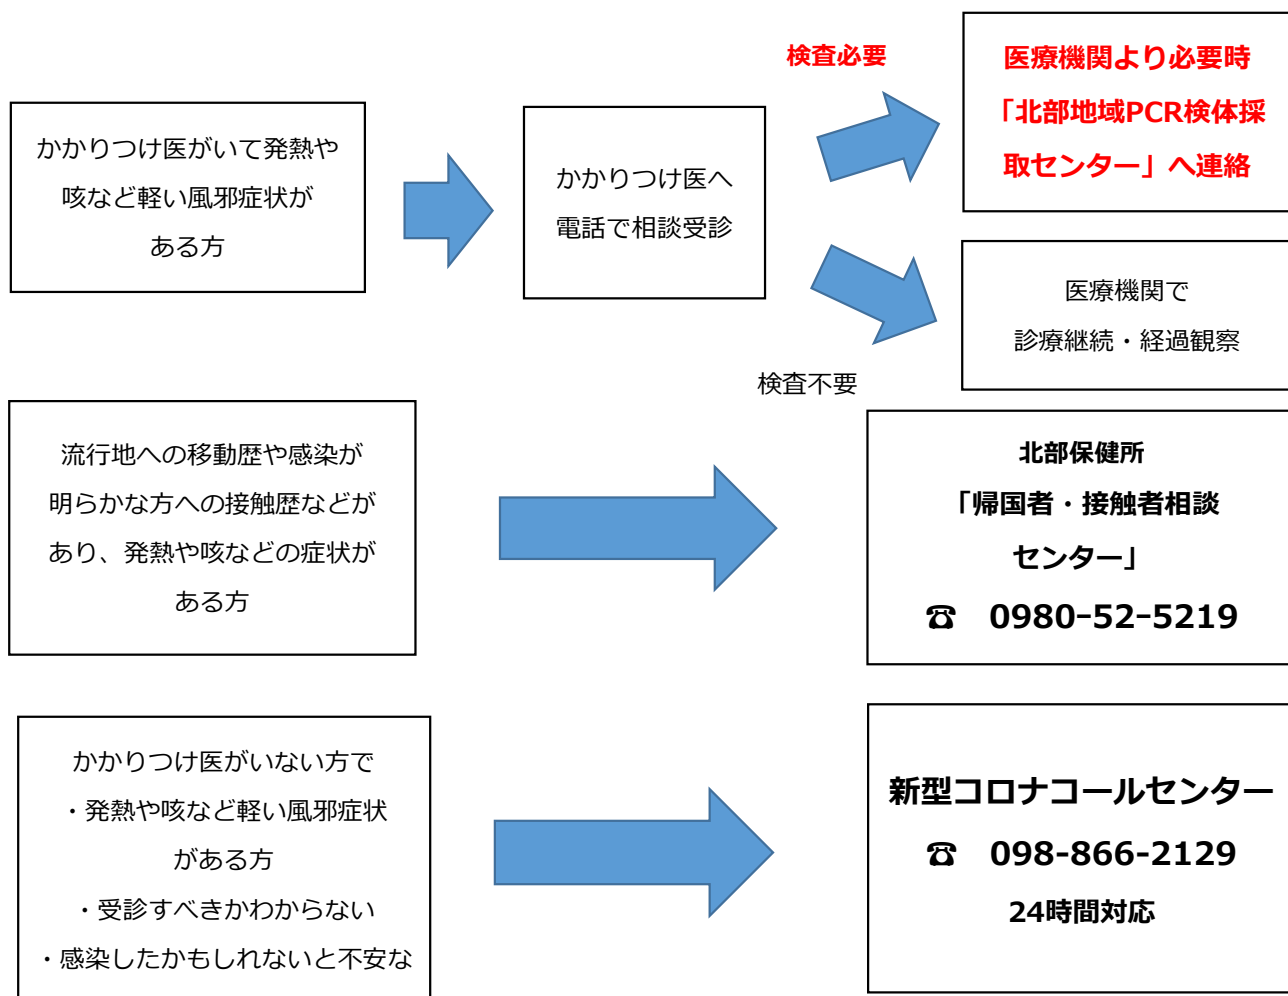 かかりつけ医がいて発熱や
咳など軽い風邪症状が
ある方
かかりつけ医へ
電話で相談受診
検査必要
医療機関より必要時
「北部地域PCR検体採
取センター」へ連絡
医療機関で
診療継続・経過観察
検査不要
流行地への移動歴や感染が
明らかな方への接触歴などが
あり、発熱や咳などの症状が
ある方
北部保健所
「帰国者・接触者相談
センター」
☎ 0980-52-5219
かかりつけ医がいない方で
・発熱や咳など軽い風邪症状
がある方
・受診すべきかわからない
・感染したかもしれないと不安な
新型コロナコールセンター
☎ 098-866-2129
24時間対応